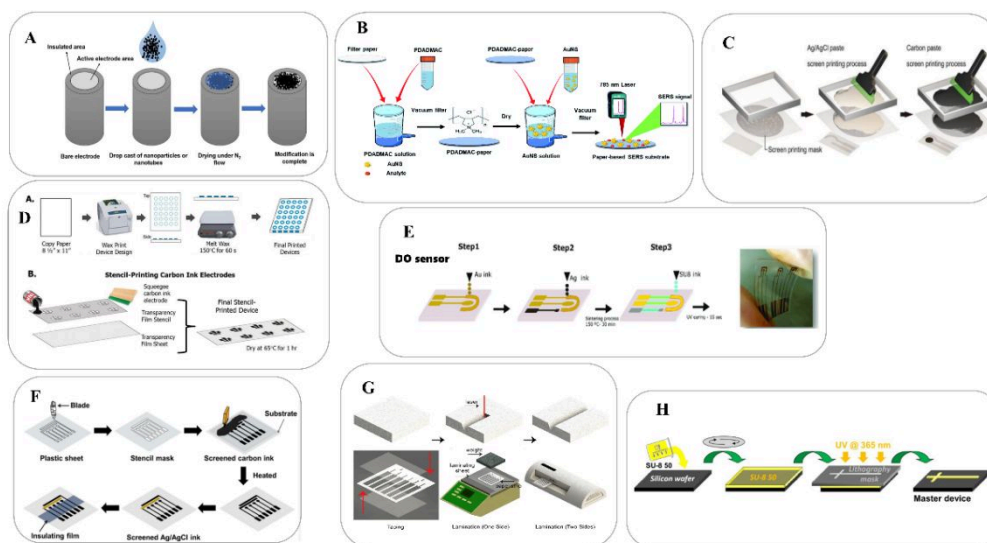 A
Insulated area
Active electrode area
Bare electrode
Drop cast of nanoparticles or
nanotubes
Drying under N₂
flow
Modification is
complete
B
Filter paper
PDADMAC
PDADMAC-paper
AuNS
785 nm Laser
SERS signal
Vacuum
filter
Dry
Vacuum
filter
PDADMAC solution
PDADMAC-paper
AuNS solution
Paper-based SERS substrate
AuNS
Analyte
C
Ag/AgCl paste
screen printing process
Carbon paste
screen printing process
Screen printing mask
D
A.
Copy Paper
8 ½" x 11"
Wax Print
Device Design
Melt Wax
150°C for 60 s
Final Printed
Devices
B.
Stencil-Printing Carbon Ink Electrodes
Squeegee
carbon ink
electrode
Transparency
Film Stencil
Transparency
Film Sheet
Final Stencil-
Printed Device
Dry at 65°C for 1 hr
E
DO sensor
Step1
Step2
Step3
Au ink
Ag ink
SU8 ink
F
Blade
Substrate
Plastic sheet
Stencil mask
Screened carbon ink
Heated
Insulating film
Screened Ag/AgCl ink
G
weight
laminating
sheet
Taping
Lamination (One Side)
Lamination (Two Sides)
H
SU-8 50
Silicon wafer
SU-8 50
UV @ 365 nm
Lithography
mask
Master device